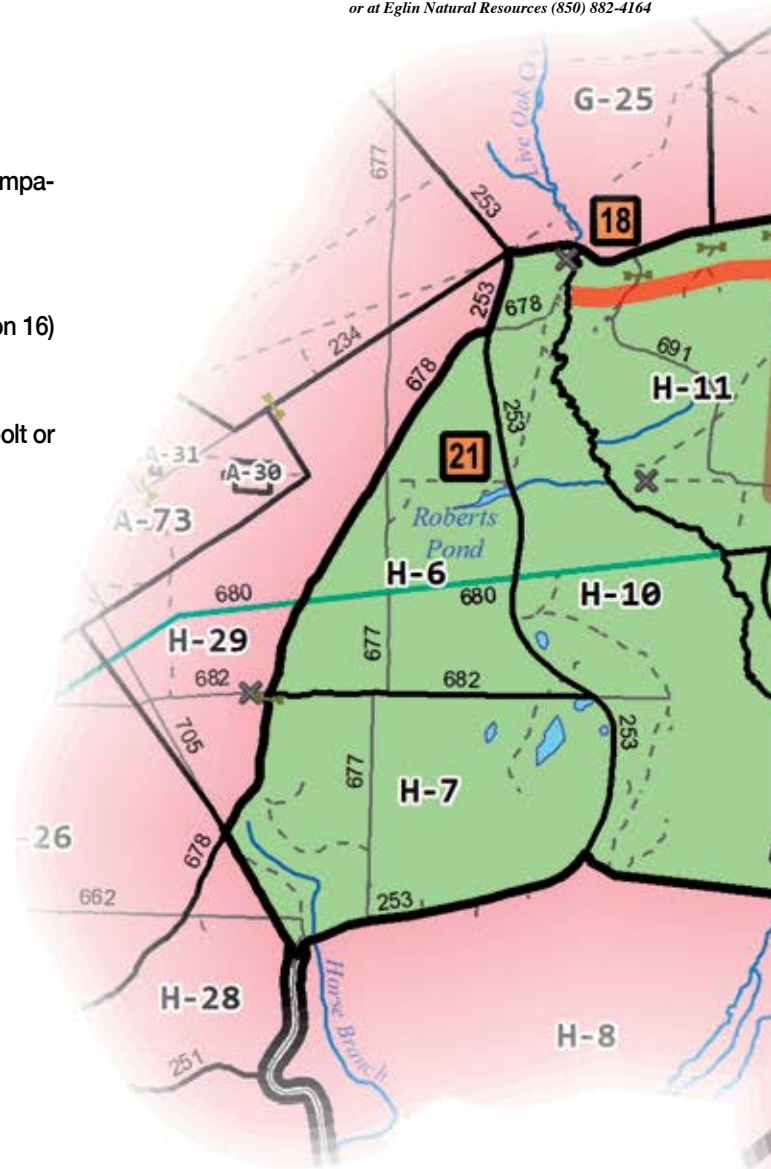 or at Eglin Natural Resources (850) 882-4164
G-25
Live Oak C
677
mpa-
253
18
253
678
on 16)
234
691
678
H-11
253
olt or
21
A-31
A-30
A-73
Roberts
Pond
H-6
680
680
H-10
H-29
677
682
682
705
253
677
H-7
-26
678
662
253
H-28
Horse Branch
H-8
251